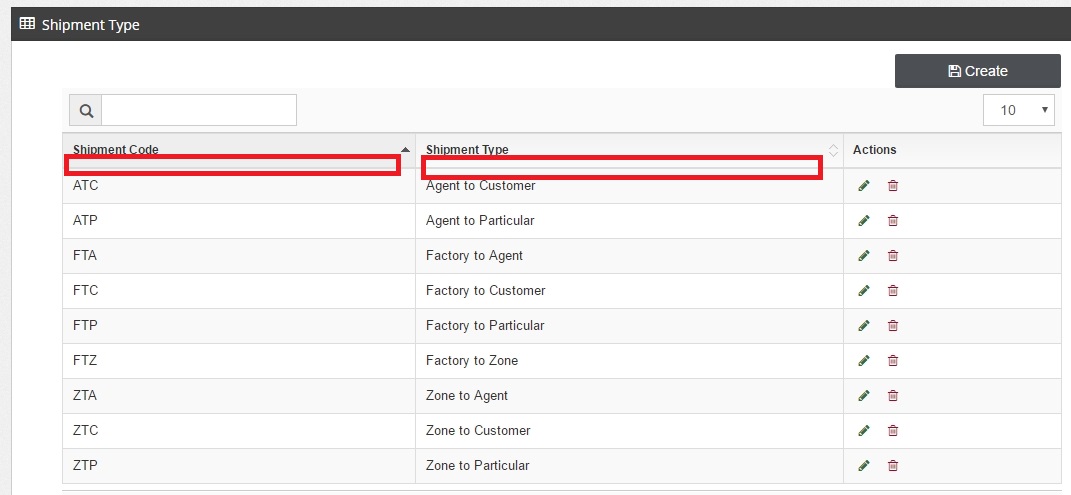 Shipment Type
Create
10
Shipment Code Shipment Type Actions
ATC Agent to Customer
ATP Agent to Particular
FTA Factory to Agent
FTC Factory to Customer
FTP Factory to Particular
FTZ Factory to Zone
ZTA Zone to Agent
ZTC Zone to Customer
ZTP Zone to Particular